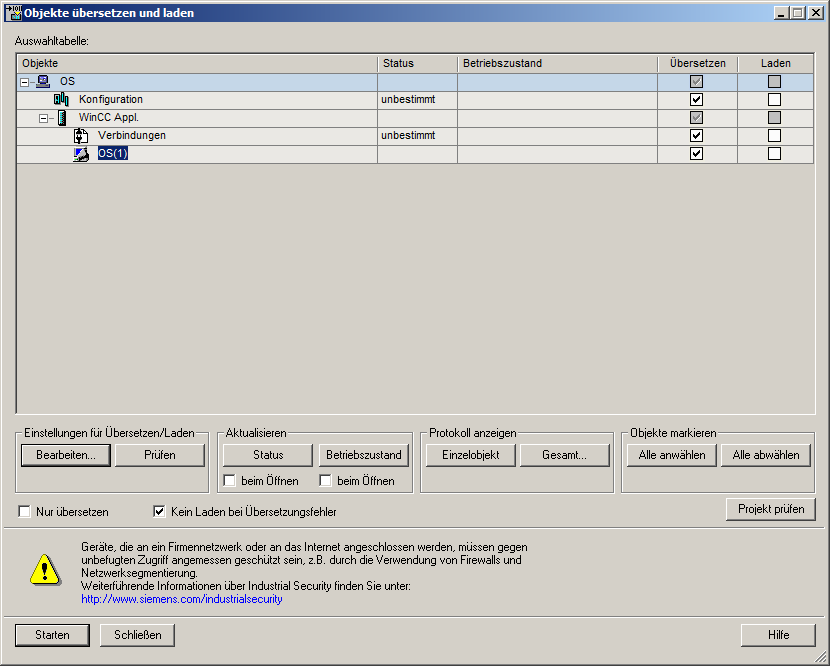 Objekte übersetzen und laden
Auswahltabelle:
Objekte Status Betriebszustand Übersetzen Laden
OS
Konfiguration unbestimmt
WinCC Appl.
Verbindungen unbestimmt
OS(1)
Einstellungen für Übersetzen/Laden Aktualisieren Protokoll anzeigen Objekte markieren
Bearbeiten... Prüfen Status Betriebszustand Einzelobjekt Gesamt... Alle anwählen Alle abwählen
beim Öffnen beim Öffnen
Nur übersetzen Kein Laden bei Übersetzungsfehler Projekt prüfen
Geräte, die an ein Firmennetzwerk oder an das Internet angeschlossen werden, müssen gegen
unbefugten Zugriff angemessen geschützt sein, z.B. durch die Verwendung von Firewalls und
Netzwerksegmentierung.
Weiterführende Informationen über Industrial Security finden Sie unter:
http://www.siemens.com/industrialsecurity
Starten Schließen Hilfe